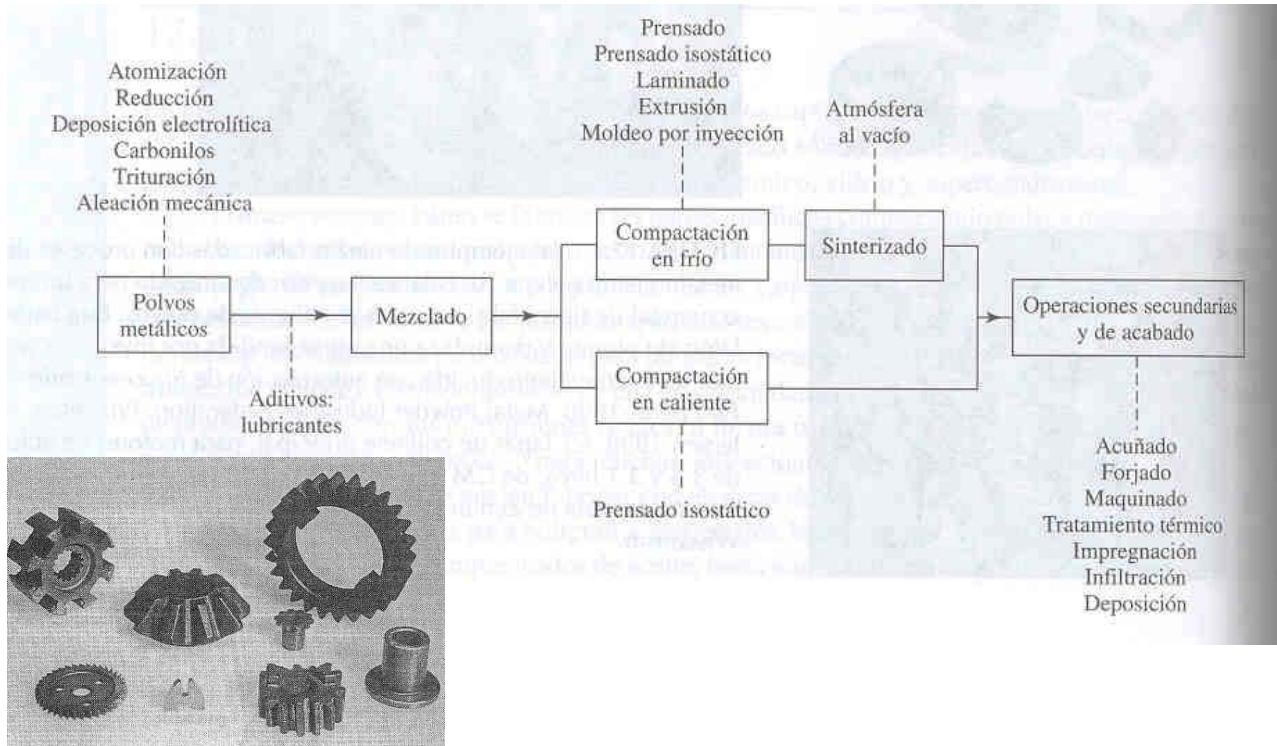 Atomización
Reducción
Deposición electrolítica
Carbonilos
Trituración
Aleación mecánica
Polvos
metálicos
Aditivos:
lubricantes
Mezclado
Prensado
Prensado isostático
Laminado
Extrusión
Moldeo por inyección
Compactación
en frío
Atmósfera
al vacío
Sinterizado
Compactación
en caliente
Prensado isostático
Operaciones secundarias
y de acabado
Acuñado
Forjado
Maquinado
Tratamiento térmico
Impregnación
Infiltración
Deposición